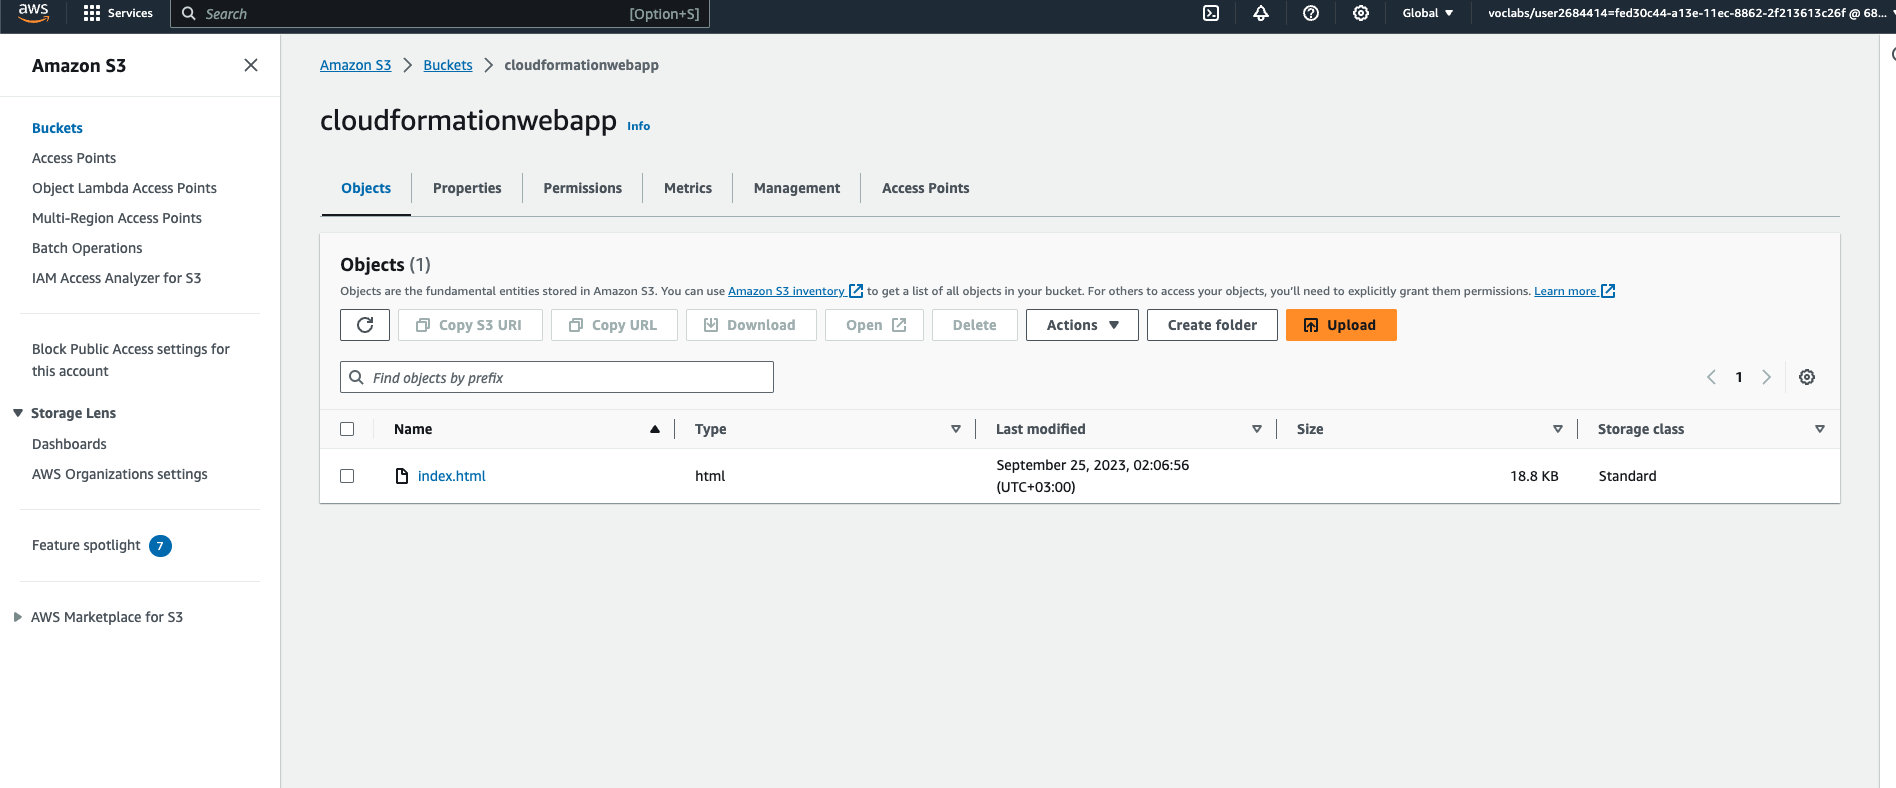 aws
Services
Search
[Option+S]
Global
voclabs/user2684414=fed30c44-a13e-11ec-8862-2f213613c26f @ 68...
Amazon S3
Buckets
Access Points
Object Lambda Access Points
Multi-Region Access Points
Batch Operations
IAM Access Analyzer for S3
Block Public Access settings for
this account
Storage Lens
Dashboards
AWS Organizations settings
Feature spotlight 7
AWS Marketplace for S3
Amazon S3 > Buckets > cloudformationwebapp
cloudformationwebapp Info
Objects Properties Permissions Metrics Management Access Points
Objects (1)
Objects are the fundamental entities stored in Amazon S3. You can use Amazon S3 inventory to get a list of all objects in your bucket. For others to access your objects, you'll need to explicitly grant them permissions. Learn more
Copy S3 URI Copy URL Download Open Delete Actions Create folder Upload
Find objects by prefix
1
Name Type Last modified Size Storage class
index.html html September 25, 2023, 02:06:56 (UTC+03:00) 18.8 KB Standard